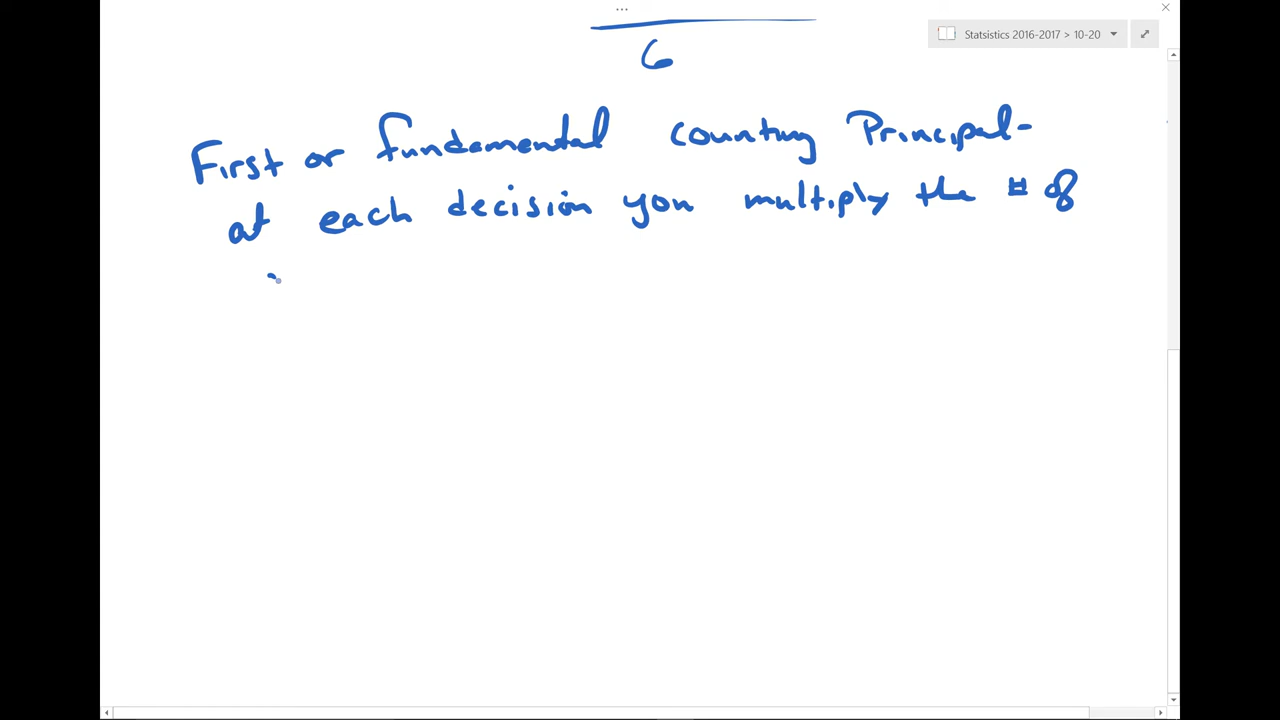 ...
Statsistics 2016-2017 > 10-20
6
First or fundamental counting Principal-
at each decision you multiply the # of